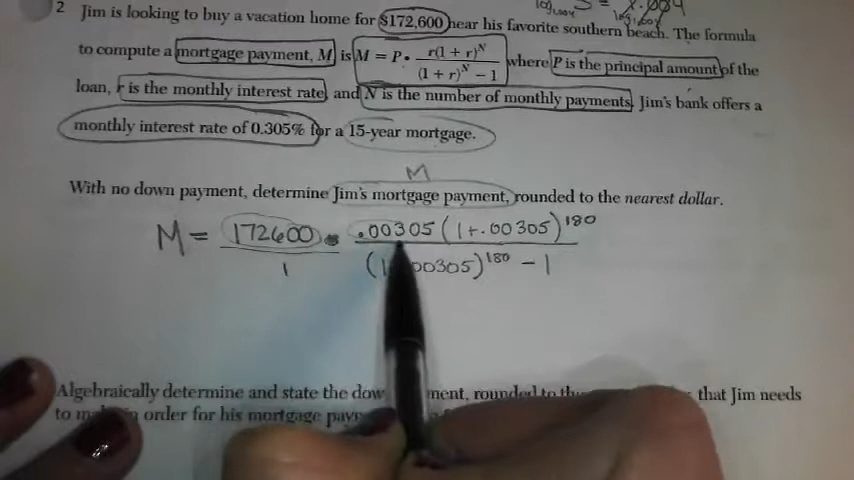 2 Jim is looking to buy a vacation home for $172,600 near his favorite southern beach. The formula
to compute a mortgage payment, M, is M = P • r(1 + r)^N / (1 + r)^N − 1 where P is the principal amount of the
loan, r is the monthly interest rate, and N is the number of monthly payments. Jim's bank offers a
monthly interest rate of 0.305% for a 15-year mortgage.
M
With no down payment, determine Jim's mortgage payment, rounded to the nearest dollar.
M = 172600 / 1 • .00305(1+.00305)^180 / (1 00305)^180 − 1
Algebraically determine and state the dow ment, rounded to the that Jim needs
to in order for his mortgage